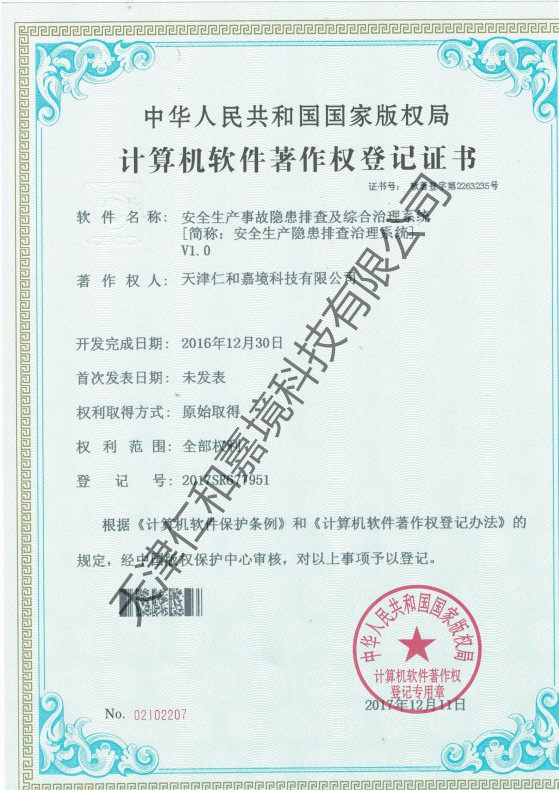 中华人民共和国国家版权局
计算机软件著作权登记证书
证书号： 软著登字第2263235号
软 件 名 称： 安全生产事故隐患排查及综合治理系统
[简称：安全生产隐患排查治理系统]
V1.0
著 作 权 人： 天津仁和嘉境科技有限公司
开发完成日期： 2016年12月30日
首次发表日期： 未发表
权利取得方式： 原始取得
权 利 范 围： 全部权利
登 记 号： 2017SR677951
根据《计算机软件保护条例》和《计算机软件著作权登记办法》的
规定，经中国版权保护中心审核，对以上事项予以登记。
天津仁和嘉境科技有限公司
中华人民共和国国家版权局
计算机软件著作权
登记专用章
2017年12月11日
No. 02102207